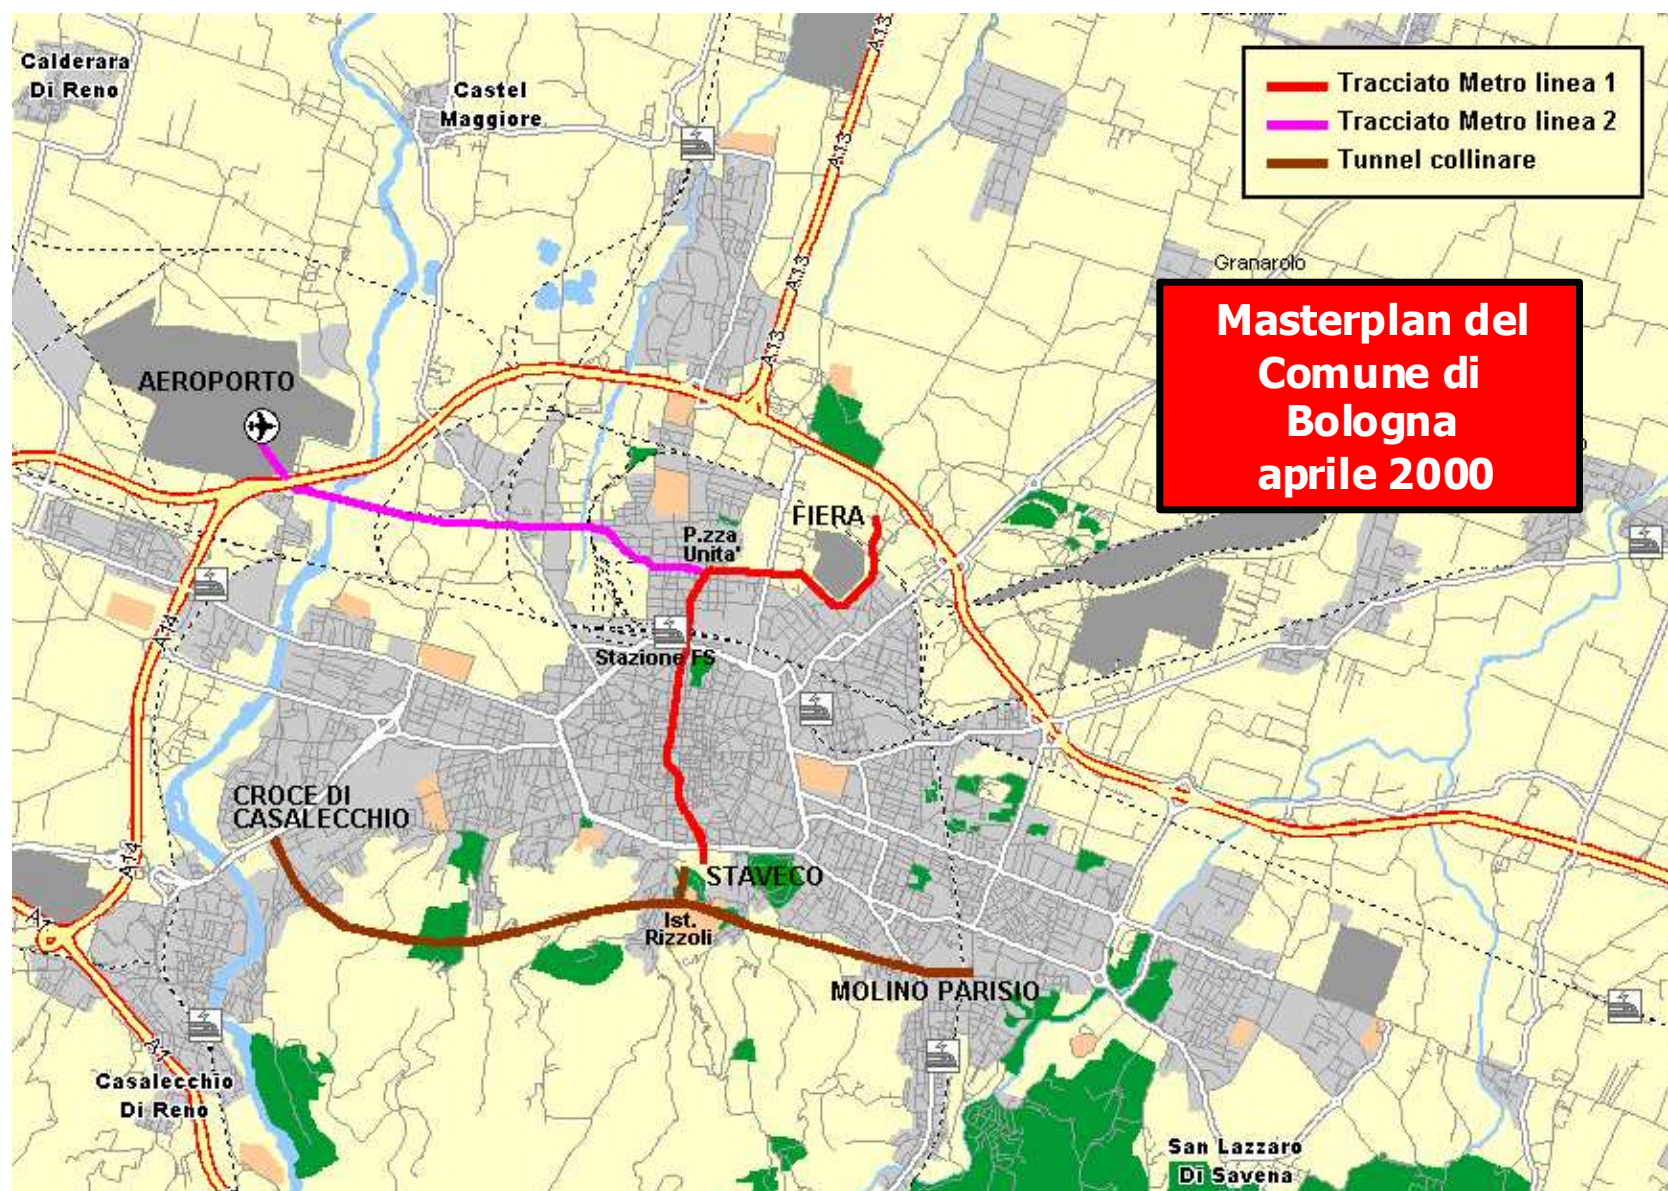 Calderara
Di Reno
Castel
Maggiore
Tracciato Metro linea 1
Tracciato Metro linea 2
Tunnel collinare
A13
A13
A13
A13
Granarolo
Masterplan del
Comune di
Bologna
aprile 2000
AEROPORTO
FIERA
P.zza
Unita'
A14
Stazione FS
CROCE DI
CASALECCHIO
A14
STAVECO
Ist.
Rizzoli
MOLINO PARISIO
A1
A1
Casalecchio
Di Reno
San Lazzaro
Di Savena